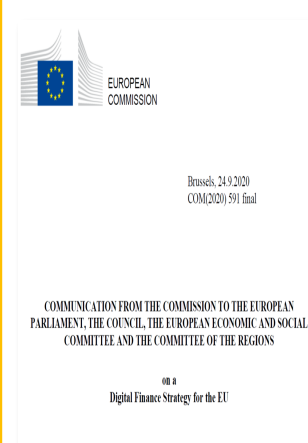 EUROPEAN
COMMISSION
Brussels, 24.9.2020
COM(2020) 591 final
COMMUNICATION FROM THE COMMISSION TO THE EUROPEAN
PARLIAMENT, THE COUNCIL, THE EUROPEAN ECONOMIC AND SOCIAL
COMMITTEE AND THE COMMITTEE OF THE REGIONS
on a
Digital Finance Strategy for the EU